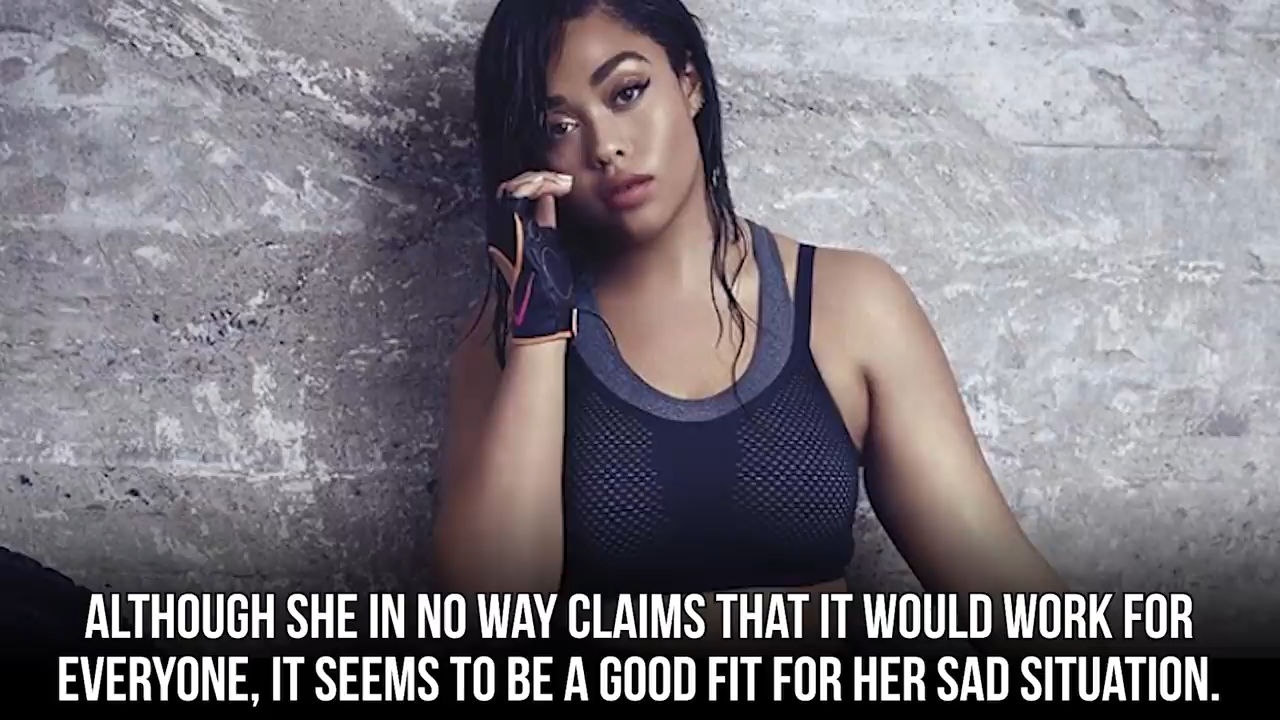 ALTHOUGH SHE IN NO WAY CLAIMS THAT IT WOULD WORK FOR
EVERYONE, IT SEEMS TO BE A GOOD FIT FOR HER SAD SITUATION.